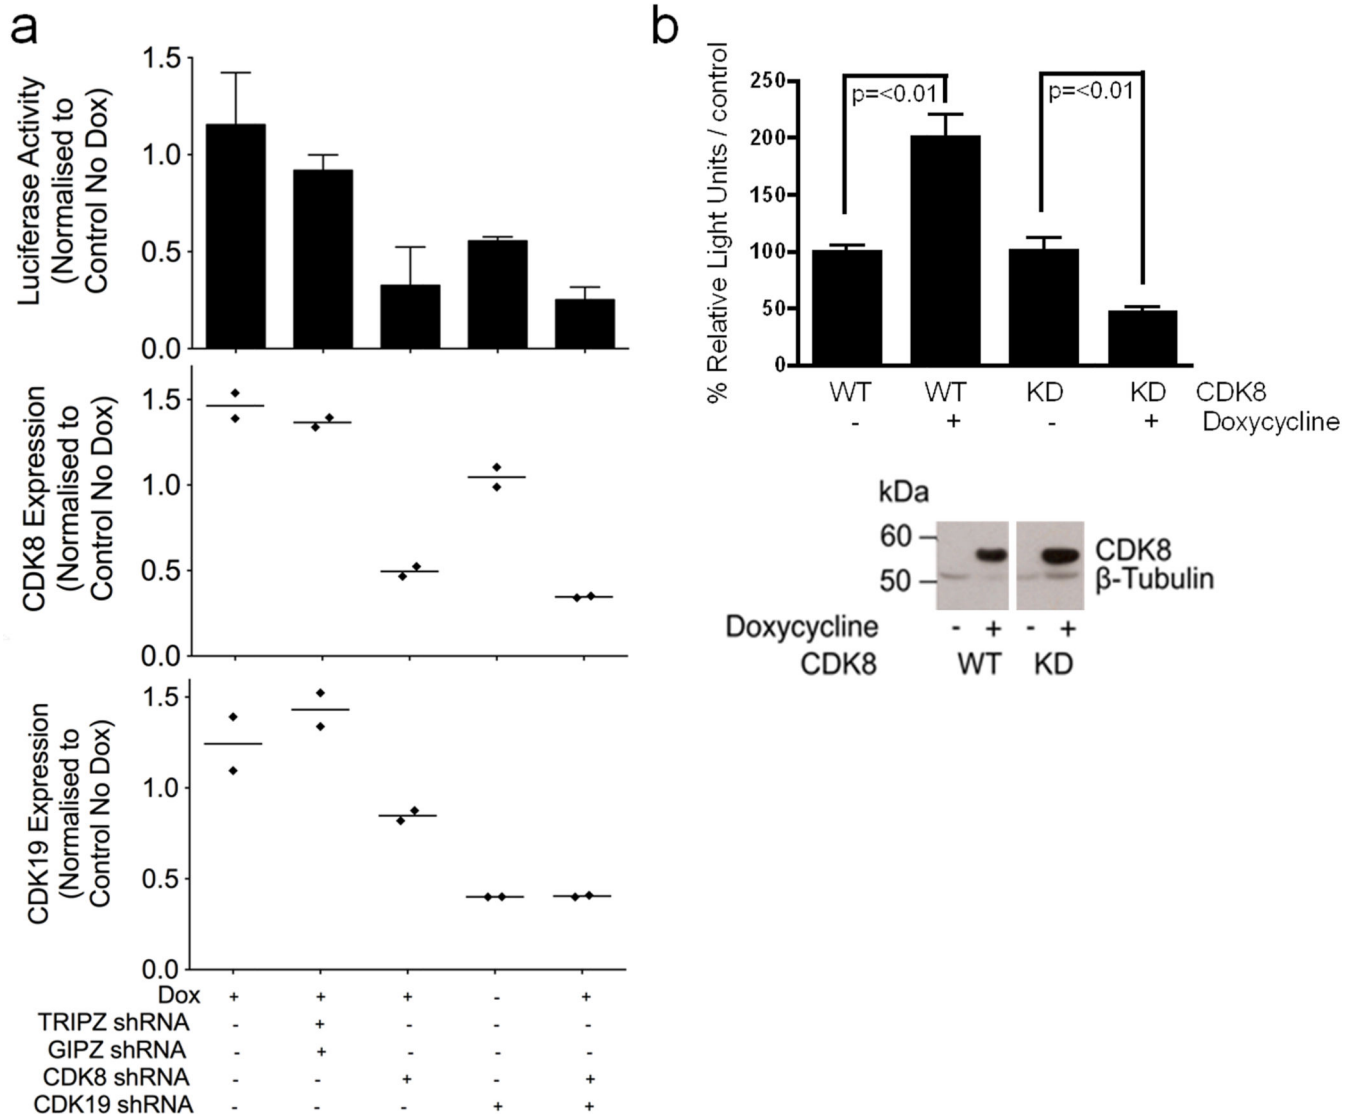 a
1.5
1.0
0.5
0.0
Luciferase Activity
(Normalised to
Control No Dox)
1.5
1.0
0.5
0.0
CDK8 Expression
(Normalised to
Control No Dox)
1.5
1.0
0.5
0.0
CDK19 Expression
(Normalised to
Control No Dox)
Dox + + + - +
TRIPZ shRNA - + - - -
GIPZ shRNA - + - - -
CDK8 shRNA - - + - +
CDK19 shRNA - - - + +
b
% Relative Light Units / control
250
200
150
100
50
0
p=<0.01 p=<0.01
WT WT KD KD CDK8
- + - + Doxycycline
kDa
60
50
CDK8
β-Tubulin
Doxycycline - + - +
CDK8 WT KD